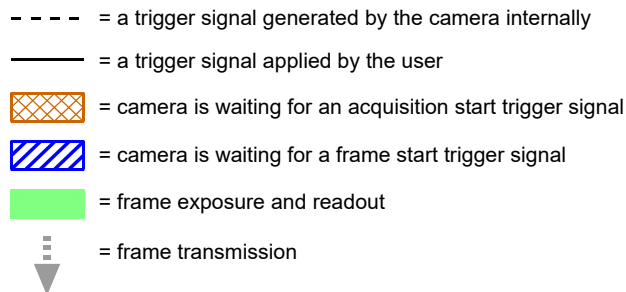 = a trigger signal generated by the camera internally
= a trigger signal applied by the user
= camera is waiting for an acquisition start trigger signal
= camera is waiting for a frame start trigger signal
= frame exposure and readout
= frame transmission